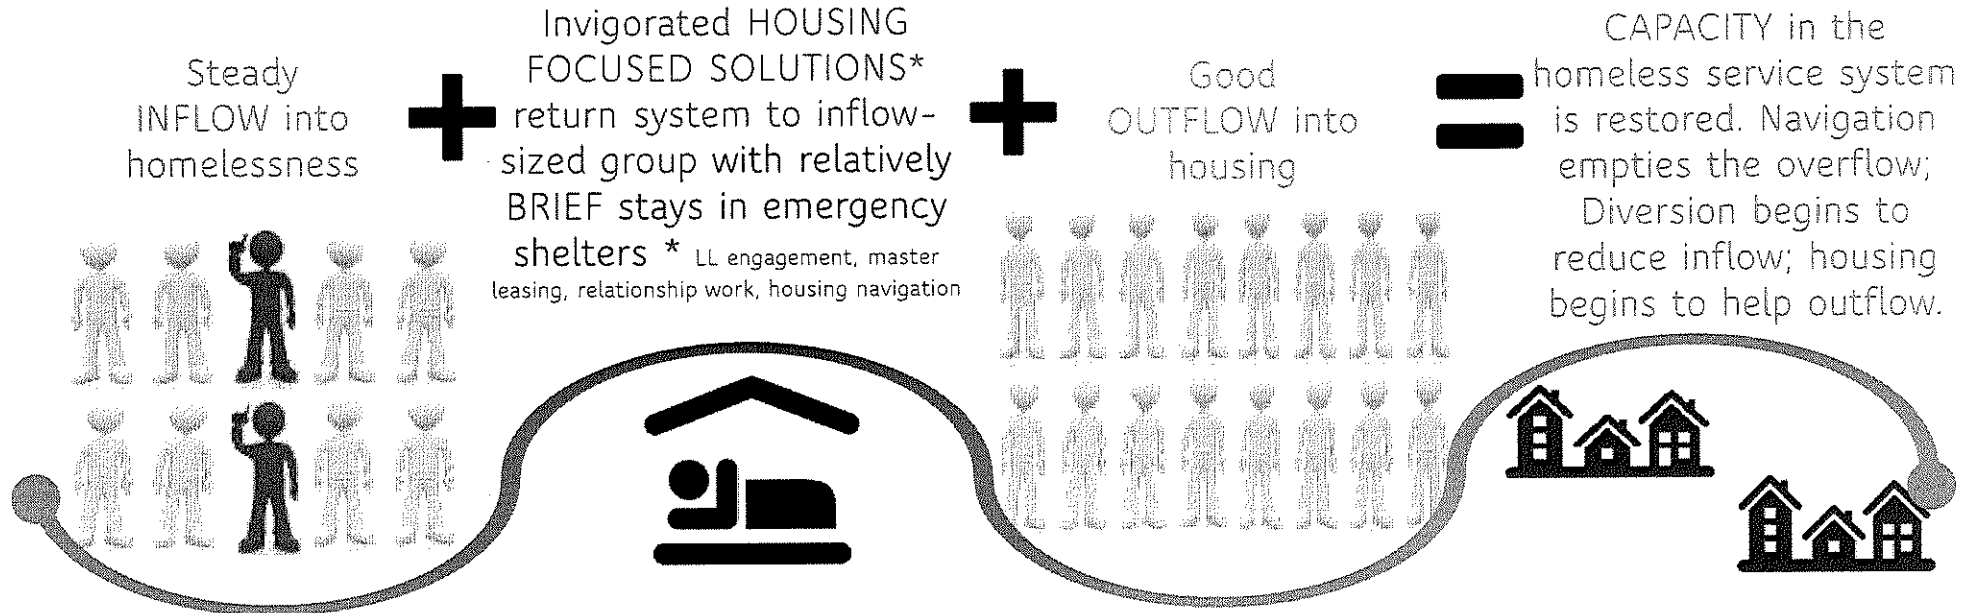 Steady
INFLOW into
homelessness
Invigorated HOUSING
FOCUSED SOLUTIONS*
return system to inflow-
sized group with relatively
BRIEF stays in emergency
shelters * LL engagement, master
leasing, relationship work, housing navigation
Good
OUTFLOW into
housing
CAPACITY in the
homeless service system
is restored. Navigation
empties the overflow;
Diversion begins to
reduce inflow; housing
begins to help outflow.